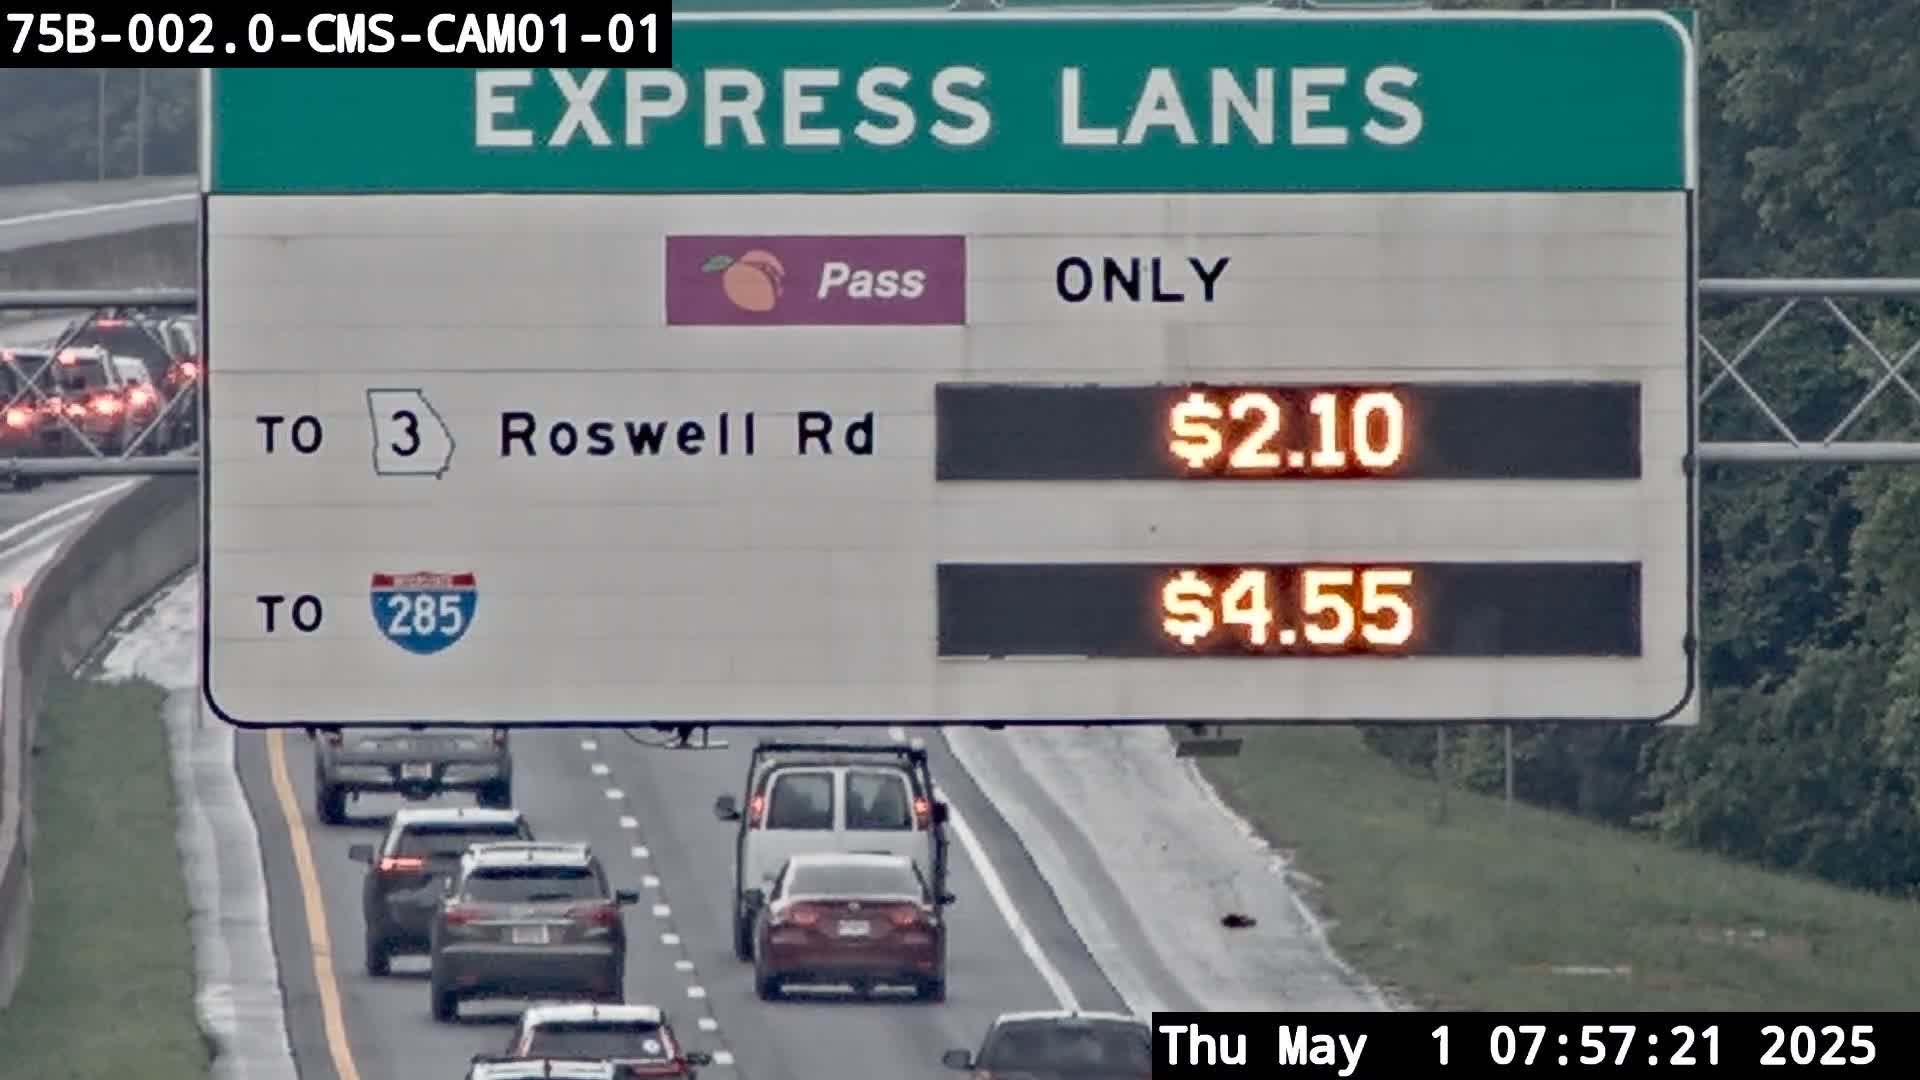 75B-002.0-CMS-CAM01-01
EXPRESS LANES
Pass ONLY
TO 3 Roswell Rd $2.10
INTERSTATE
TO 285 $4.55
Thu May 1 07:57:21 2025